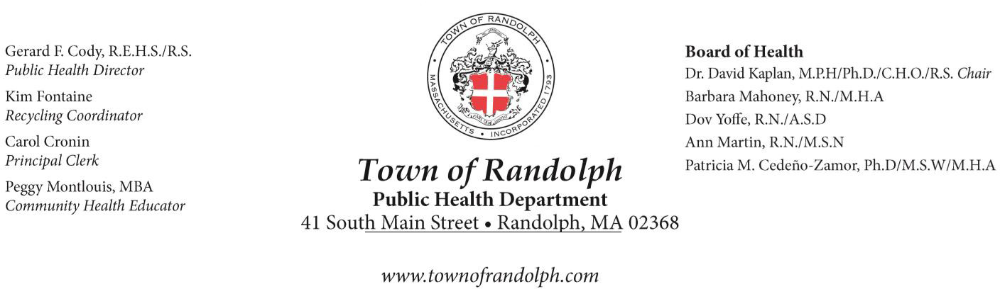 Gerard F. Cody, R.E.H.S./R.S.
Public Health Director
Kim Fontaine
Recycling Coordinator
Carol Cronin
Principal Clerk
Peggy Montlouis, MBA
Community Health Educator
TOWN OF RANDOLPH
MASSACHUSETTS • INCORPORATED 1793
Town of Randolph
Public Health Department
41 South Main Street • Randolph, MA 02368
www.townofrandolph.com
Board of Health
Dr. David Kaplan, M.P.H/Ph.D./C.H.O./R.S. Chair
Barbara Mahoney, R.N./M.H.A
Dov Yoffe, R.N./A.S.D
Ann Martin, R.N./M.S.N
Patricia M. Cedeño-Zamor, Ph.D/M.S.W/M.H.A